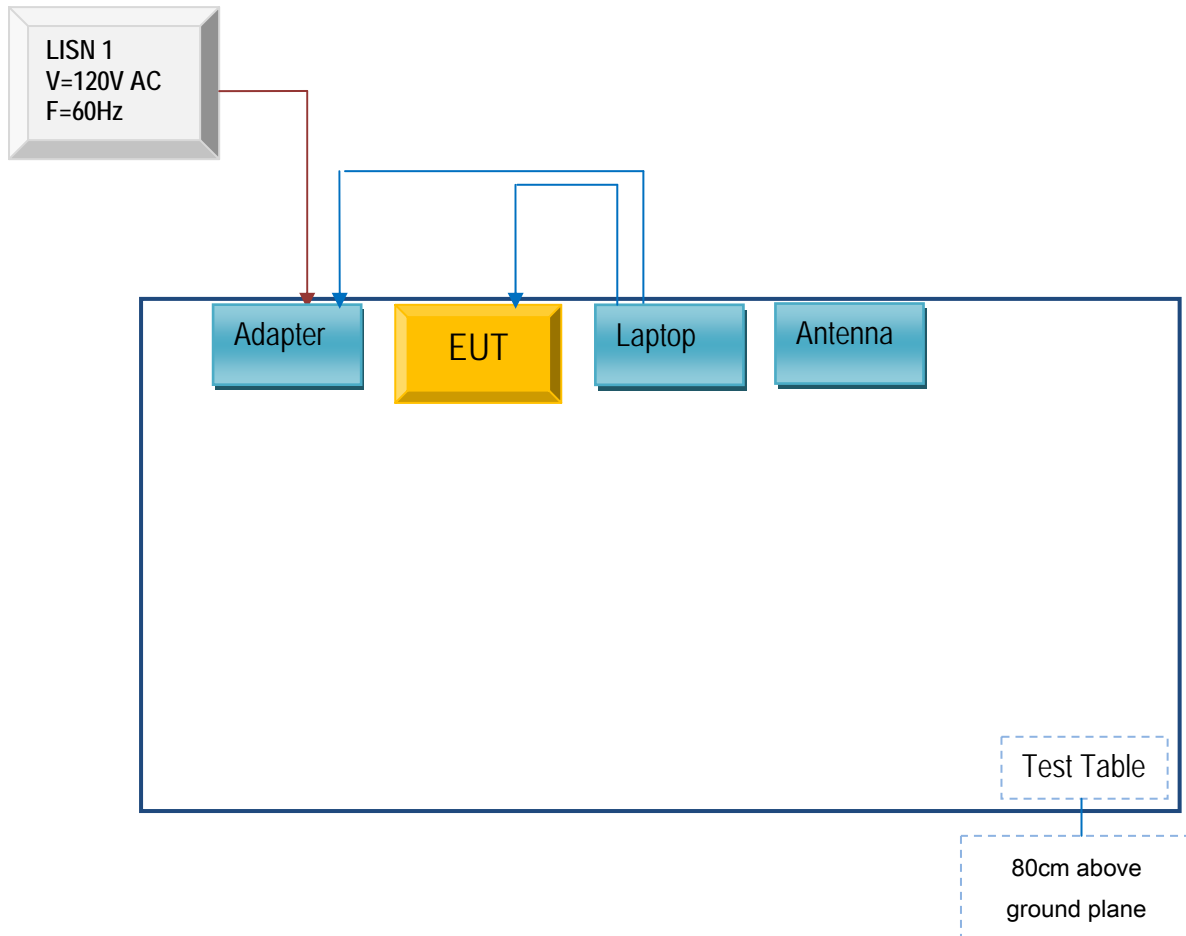 LISN 1
V=120V AC
F=60Hz
Adapter
EUT
Laptop
Antenna
Test Table
80cm above
ground plane